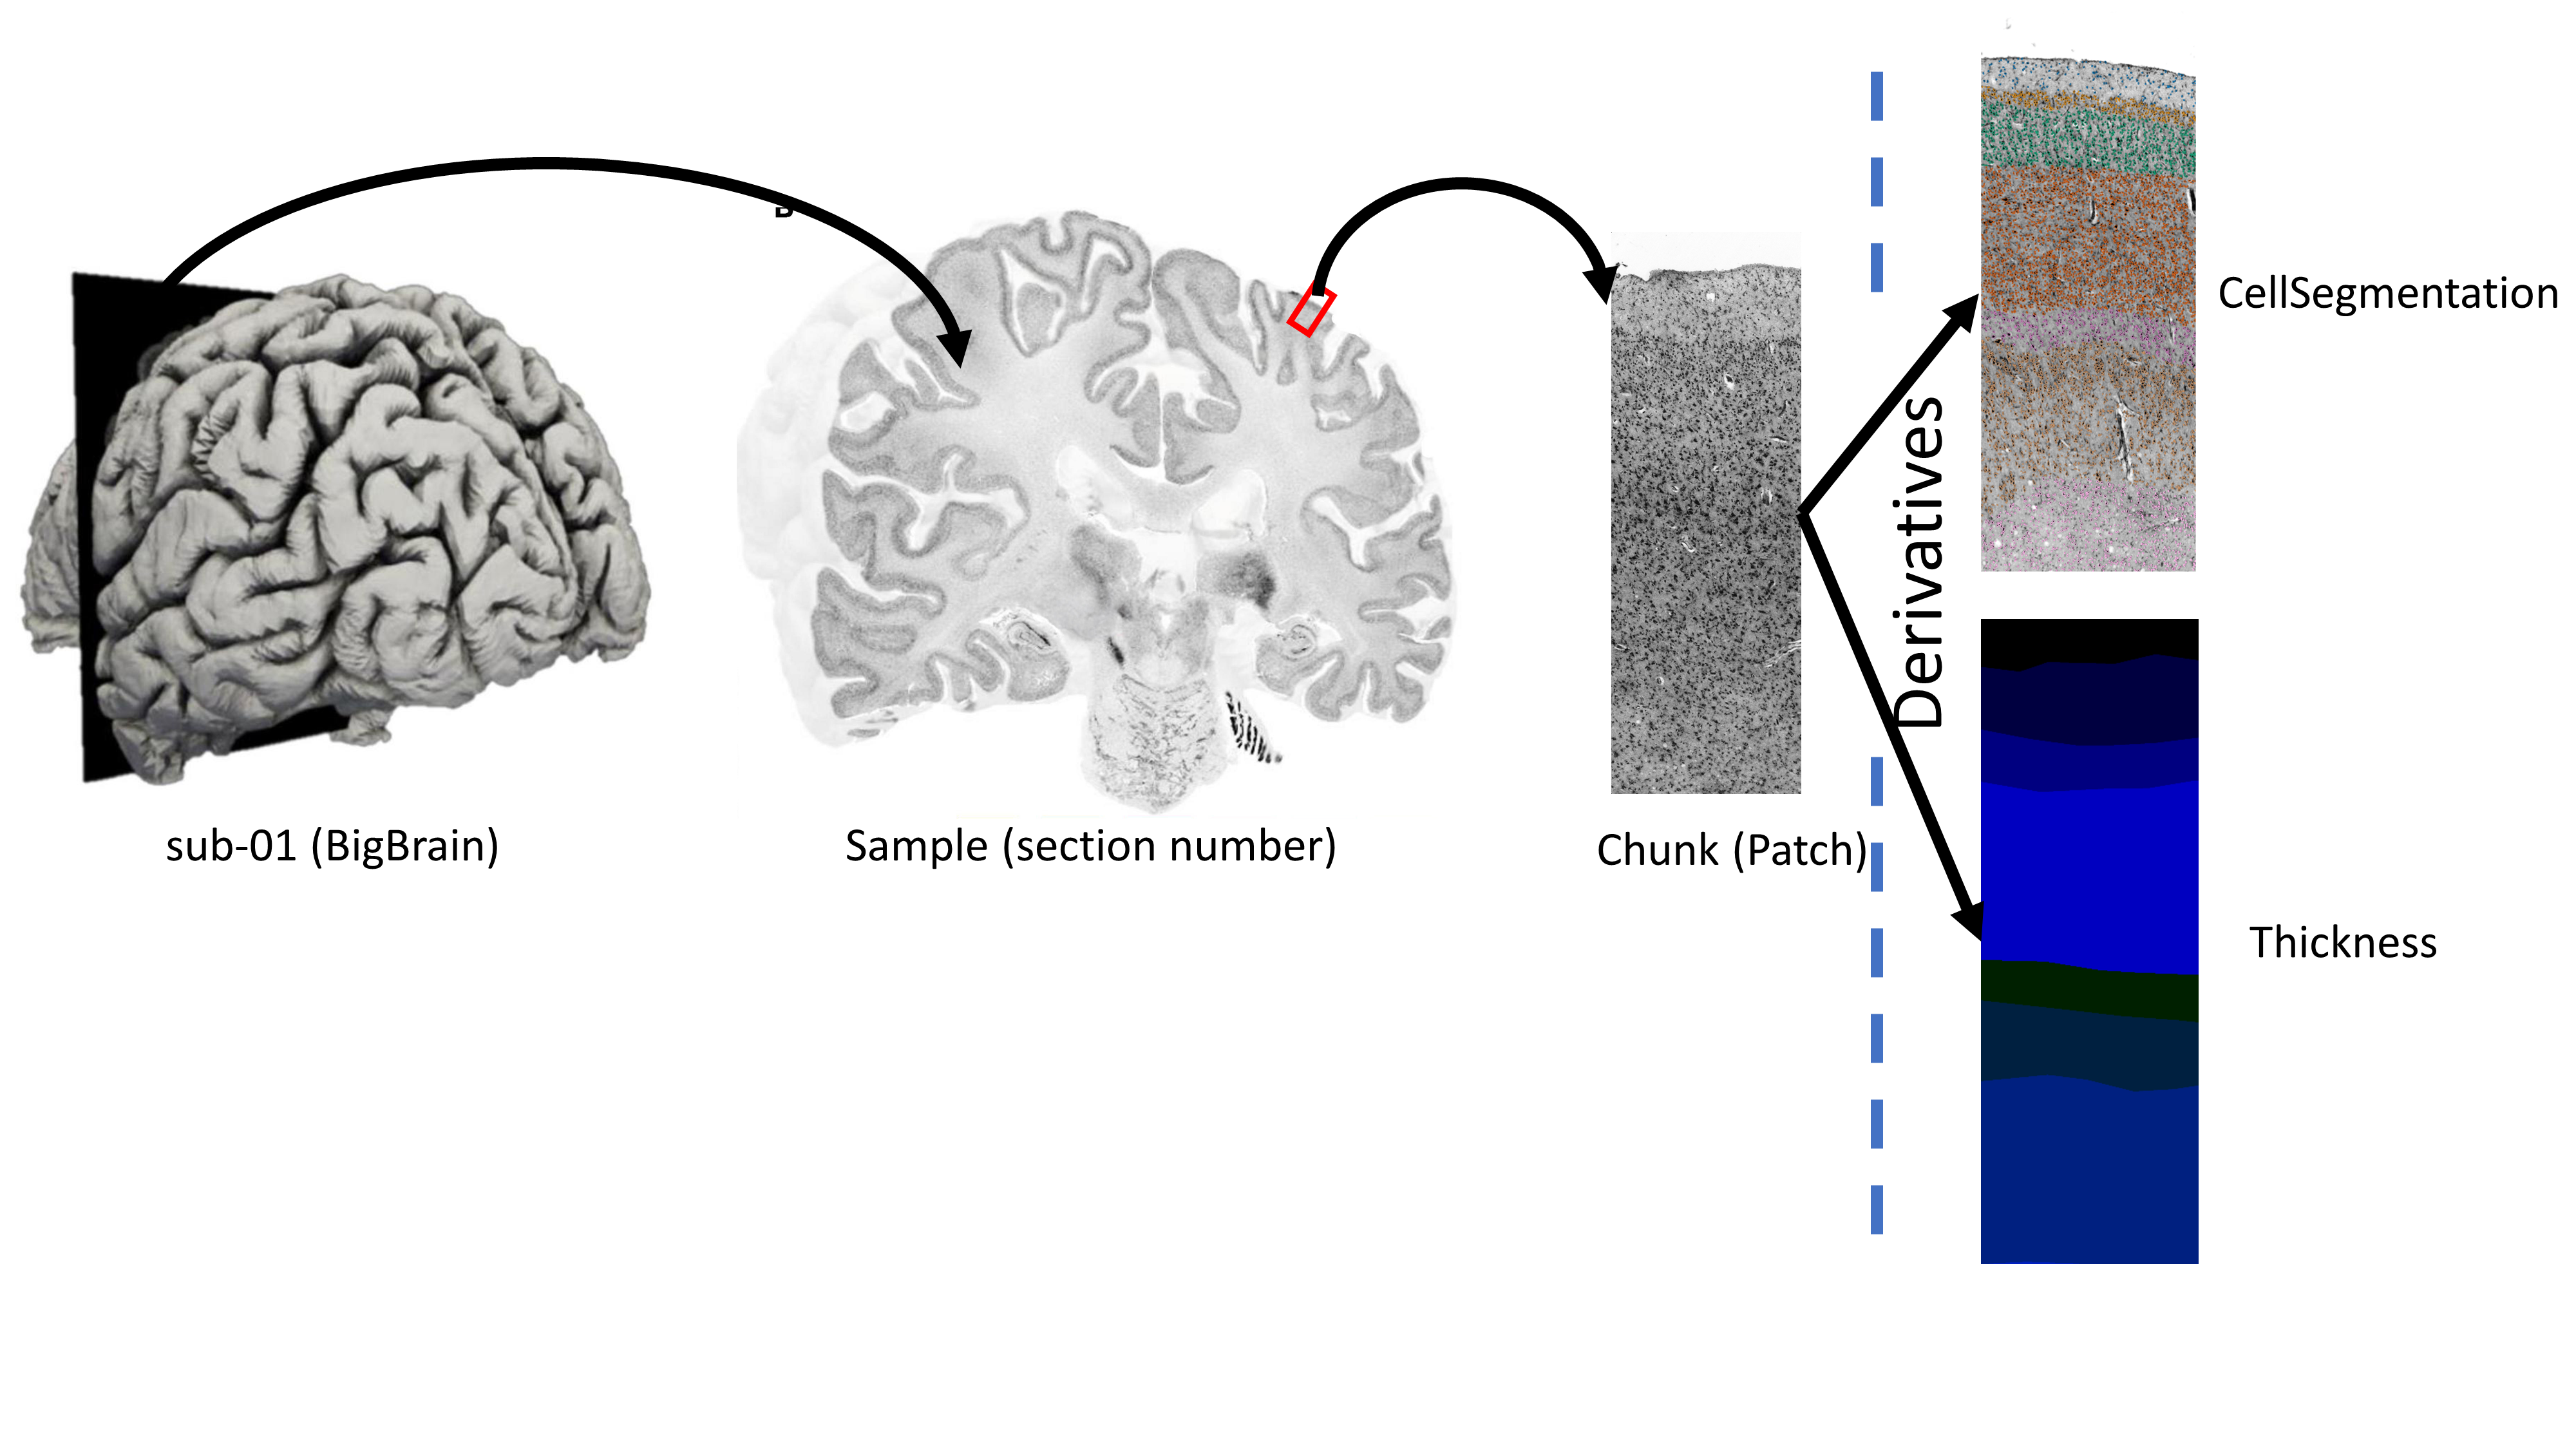 sub-01 (BigBrain)
Sample (section number)
Chunk (Patch)
Derivatives
CellSegmentation
Thickness